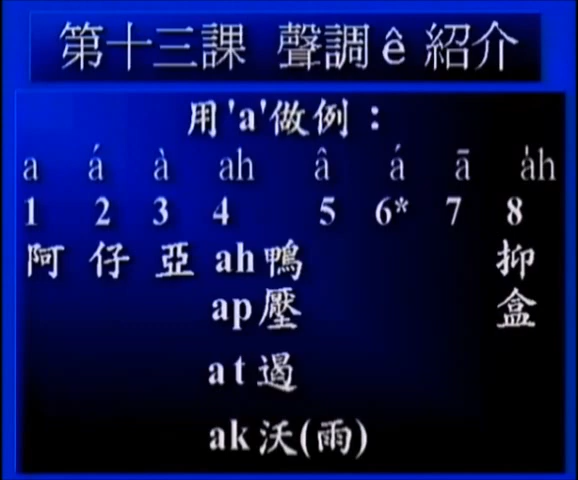 第十三課 聲調ê紹介
用'a'做例：
a á à ah â á ā a̍h
1 2 3 4 5 6* 7 8
阿 仔 亞 ah鴨 抑
ap壓 盒
at遏
ak沃(雨)